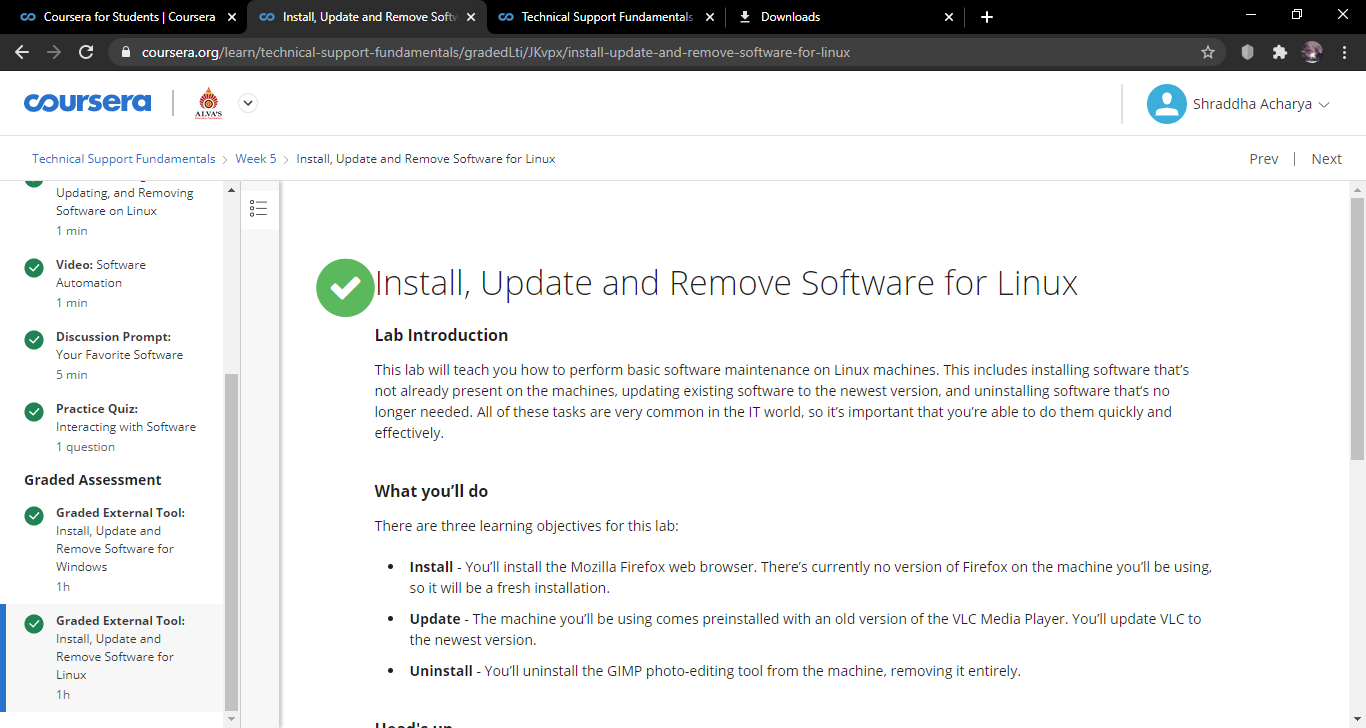 Coursera for Students | Coursera
Install, Update and Remove Softw
Technical Support Fundamentals
Downloads
coursera.org/learn/technical-support-fundamentals/gradedLti/JKvpx/install-update-and-remove-software-for-linux
coursera
ALVA'S
Shraddha Acharya
Technical Support Fundamentals > Week 5 > Install, Update and Remove Software for Linux
Prev | Next
Updating, and Removing
Software on Linux
1 min
Video: Software
Automation
1 min
Discussion Prompt:
Your Favorite Software
5 min
Practice Quiz:
Interacting with Software
1 question
Graded Assessment
Graded External Tool:
Install, Update and
Remove Software for
Windows
1h
Graded External Tool:
Install, Update and
Remove Software for
Linux
1h
Install, Update and Remove Software for Linux
Lab Introduction
This lab will teach you how to perform basic software maintenance on Linux machines. This includes installing software that's
not already present on the machines, updating existing software to the newest version, and uninstalling software that's no
longer needed. All of these tasks are very common in the IT world, so it's important that you're able to do them quickly and
effectively.
What you'll do
There are three learning objectives for this lab:
• Install - You'll install the Mozilla Firefox web browser. There's currently no version of Firefox on the machine you'll be using,
so it will be a fresh installation.
• Update - The machine you'll be using comes preinstalled with an old version of the VLC Media Player. You'll update VLC to
the newest version.
• Uninstall - You'll uninstall the GIMP photo-editing tool from the machine, removing it entirely.
Head's up